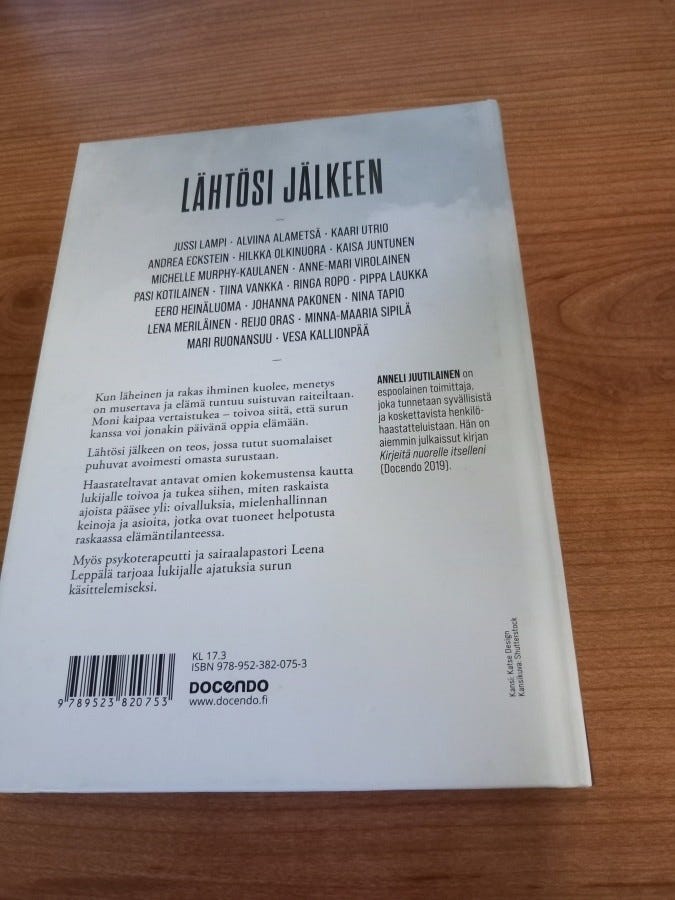 LÄHTÖSI JÄLKEEN
JUSSI LAMPI · ALVIINA ALAMETSÄ · KAARI UTRIO
ANDREA ECKSTEIN · HILKKA OLKINUORA · KAISA JUNTUNEN
MICHELLE MURPHY-KAULANEN · ANNE-MARI VIROLAINEN
PASI KOTILAINEN · TIINA VANKKA · RINGA ROPO · PIPPA LAUKKA
EERO HEINÄLUOMA · JOHANNA PAKONEN · NINA TAPIO
LENA MERILÄINEN · REIJO ORAS · MINNA-MAARIA SIPILÄ
MARI RUONANSUU · VESA KALLIONPÄÄ
Kun läheinen ja rakas ihminen kuolee, menetys
on musertava ja elämä tuntuu suistuvan raiteiltaan.
Moni kaipaa vertaistukea – toivoa siitä, että surun
kanssa voi jonakin päivänä oppia elämään.
Lähtösi jälkeen on teos, jossa tutut suomalaiset
puhuvat avoimesti omasta surustaan.
Haastateltavat antavat omien kokemustensa kautta
lukijalle toivoa ja tukea siihen, miten raskaista
ajoista pääsee yli: oivalluksia, mielenhallinnan
keinoja ja asioita, jotka ovat tuoneet helpotusta
raskaassa elämäntilanteessa.
Myös psykoterapeutti ja sairaalapastori Leena
Leppälä tarjoaa lukijalle ajatuksia surun
käsittelemiseksi.
ANNELI JUUTILAINEN on
espoolainen toimittaja,
joka tunnetaan syvällisistä
ja koskettavista henkilö-
haastatteluistaan. Hän on
aiemmin julkaissut kirjan
Kirjeitä nuorelle itselleni
(Docendo 2019).
KL 17.3
ISBN 978-952-382-075-3
DOCENDO
www.docendo.fi
9 789523 820753
Kansi: Katse Design
Kansikuva: Shutterstock